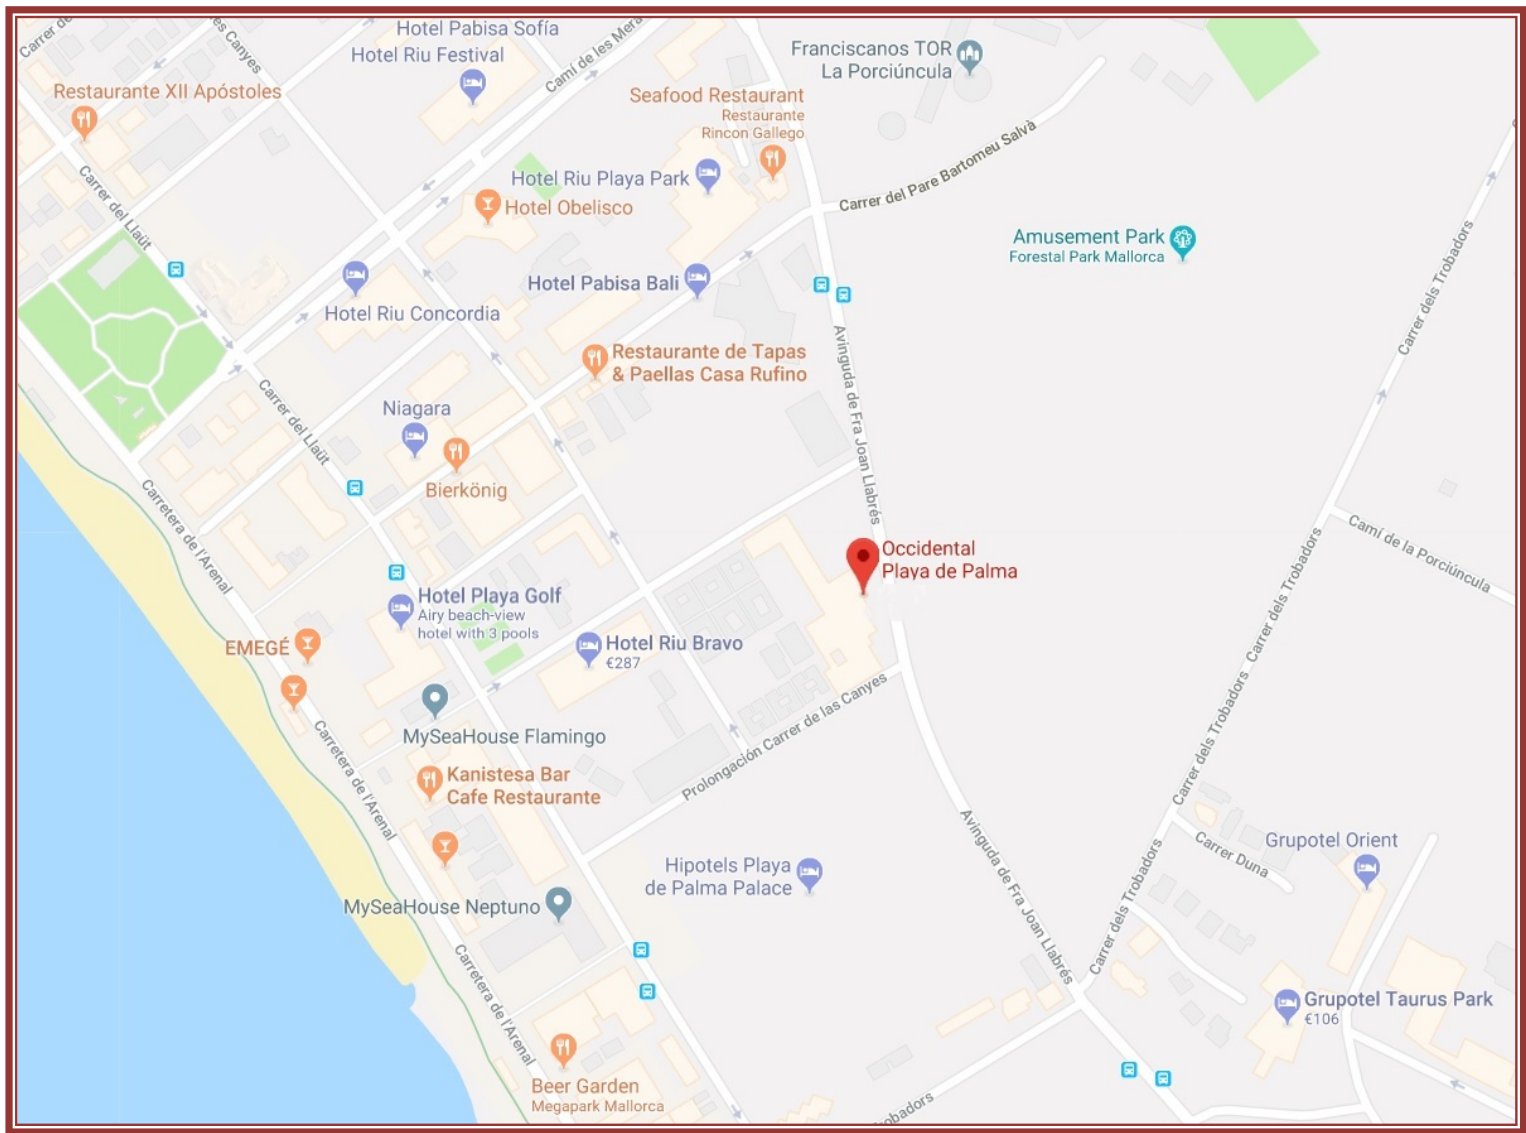 Carrer de
es Canyes
Hotel Pabisa Sofía
Hotel Riu Festival
Camí de les Mera
Franciscanos TOR
La Porciúncula
Restaurante XII Apóstoles
Seafood Restaurant
Restaurante
Rincon Gallego
Carrer del Llaüt
Hotel Riu Playa Park
Hotel Obelisco
Carrer del Pare Bartomeu Salvà
Amusement Park
Forestal Park Mallorca
Carrer dels Trobadors
Hotel Pabisa Bali
Hotel Riu Concordia
Avinguda de Fra Joan Llabrés
Restaurante de Tapas
& Paellas Casa Rufino
Carrer del Llaüt
Niagara
Bierkönig
Carretera de l'Arenal
Camí de la Porciúncula
Occidental
Playa de Palma
Carrer dels Trobadors
Hotel Playa Golf
Airy beach-view
hotel with 3 pools
EMEGÉ
Hotel Riu Bravo
€287
Carrer dels Trobadors
Prolongación Carrer de las Canyes
MySeaHouse Flamingo
Carretera de l'Arenal
Kanistesa Bar
Cafe Restaurante
Avinguda de Fra Joan Llabrés
Carrer Duna
Grupotel Orient
Hipotels Playa
de Palma Palace
Carrer dels Trobadors
MySeaHouse Neptuno
Carretera de l'Arenal
Grupotel Taurus Park
€106
Beer Garden
Megapark Mallorca
obadors